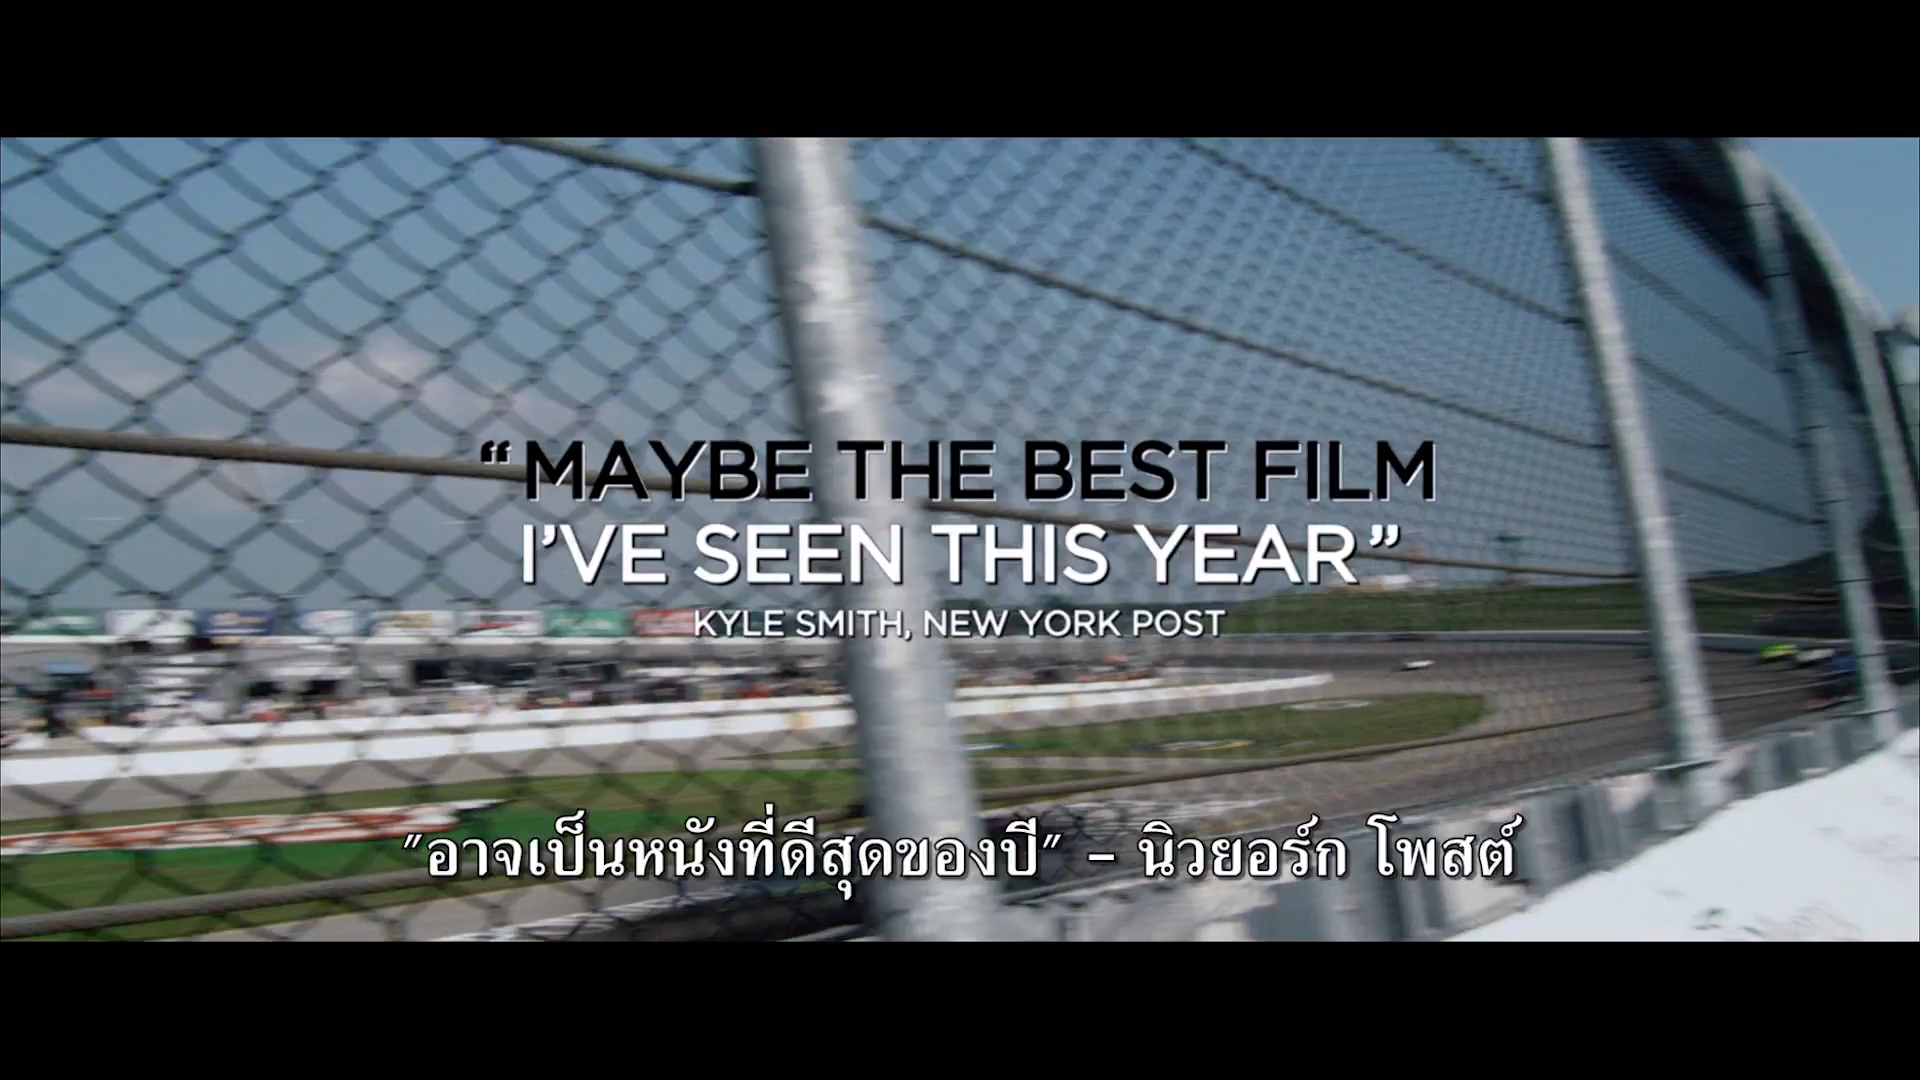 “MAYBE THE BEST FILM
I’VE SEEN THIS YEAR”
KYLE SMITH, NEW YORK POST
"อาจเป็นหนังที่ดีสุดของปี" – นิวยอร์ก โพสต์